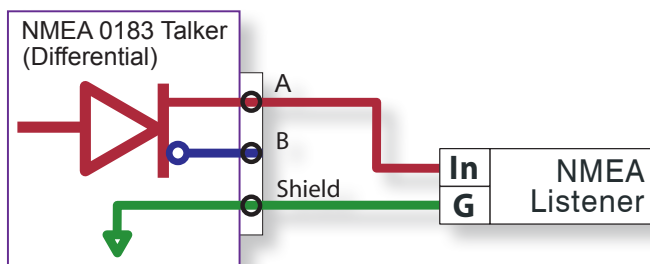 NMEA 0183 Talker
(Differential)
A
B
Shield
In
G
NMEA
Listener